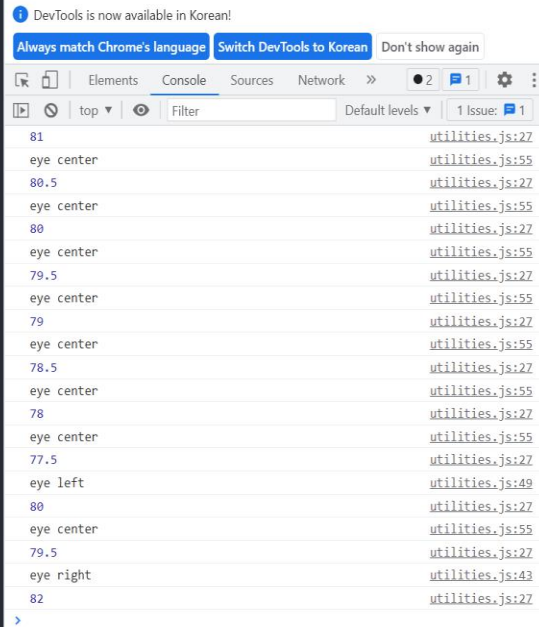 DevTools is now available in Korean!
Always match Chrome's language Switch DevTools to Korean Don't show again
Elements Console Sources Network » 2 1
top ▼ Filter Default levels ▼ 1 Issue: 1
81 utilities.js:27
eye center utilities.js:55
80.5 utilities.js:27
eye center utilities.js:55
80 utilities.js:27
eye center utilities.js:55
79.5 utilities.js:27
eye center utilities.js:55
79 utilities.js:27
eye center utilities.js:55
78.5 utilities.js:27
eye center utilities.js:55
78 utilities.js:27
eye center utilities.js:55
77.5 utilities.js:27
eye left utilities.js:49
80 utilities.js:27
eye center utilities.js:55
79.5 utilities.js:27
eye right utilities.js:43
82 utilities.js:27